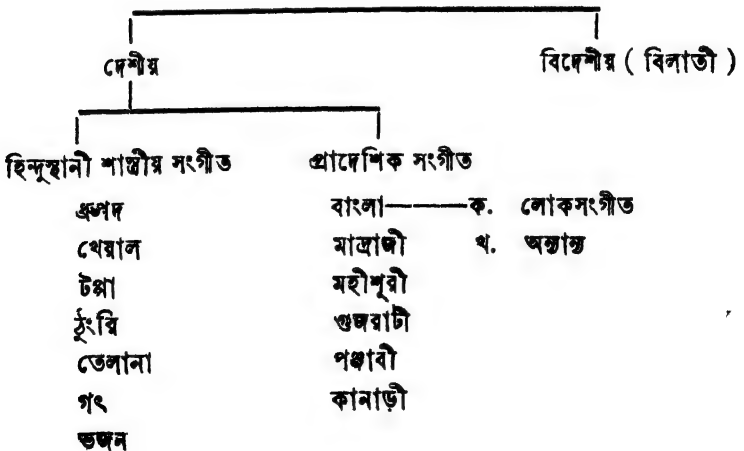 দেশীয় বিদেশীয় ( বিলাতী )
হিন্দুস্থানী শাস্ত্রীয় সংগীত প্রাদেশিক সংগীত
ধ্রুপদ বাংলা———ক. লোকসংগীত
খেয়াল মাদ্রাজী খ. অন্যান্য
টপ্পা মহীশূরী
ঠুংরি গুজরাটী
তেলানা পঞ্জাবী
গৎ কানাড়ী
ভজন